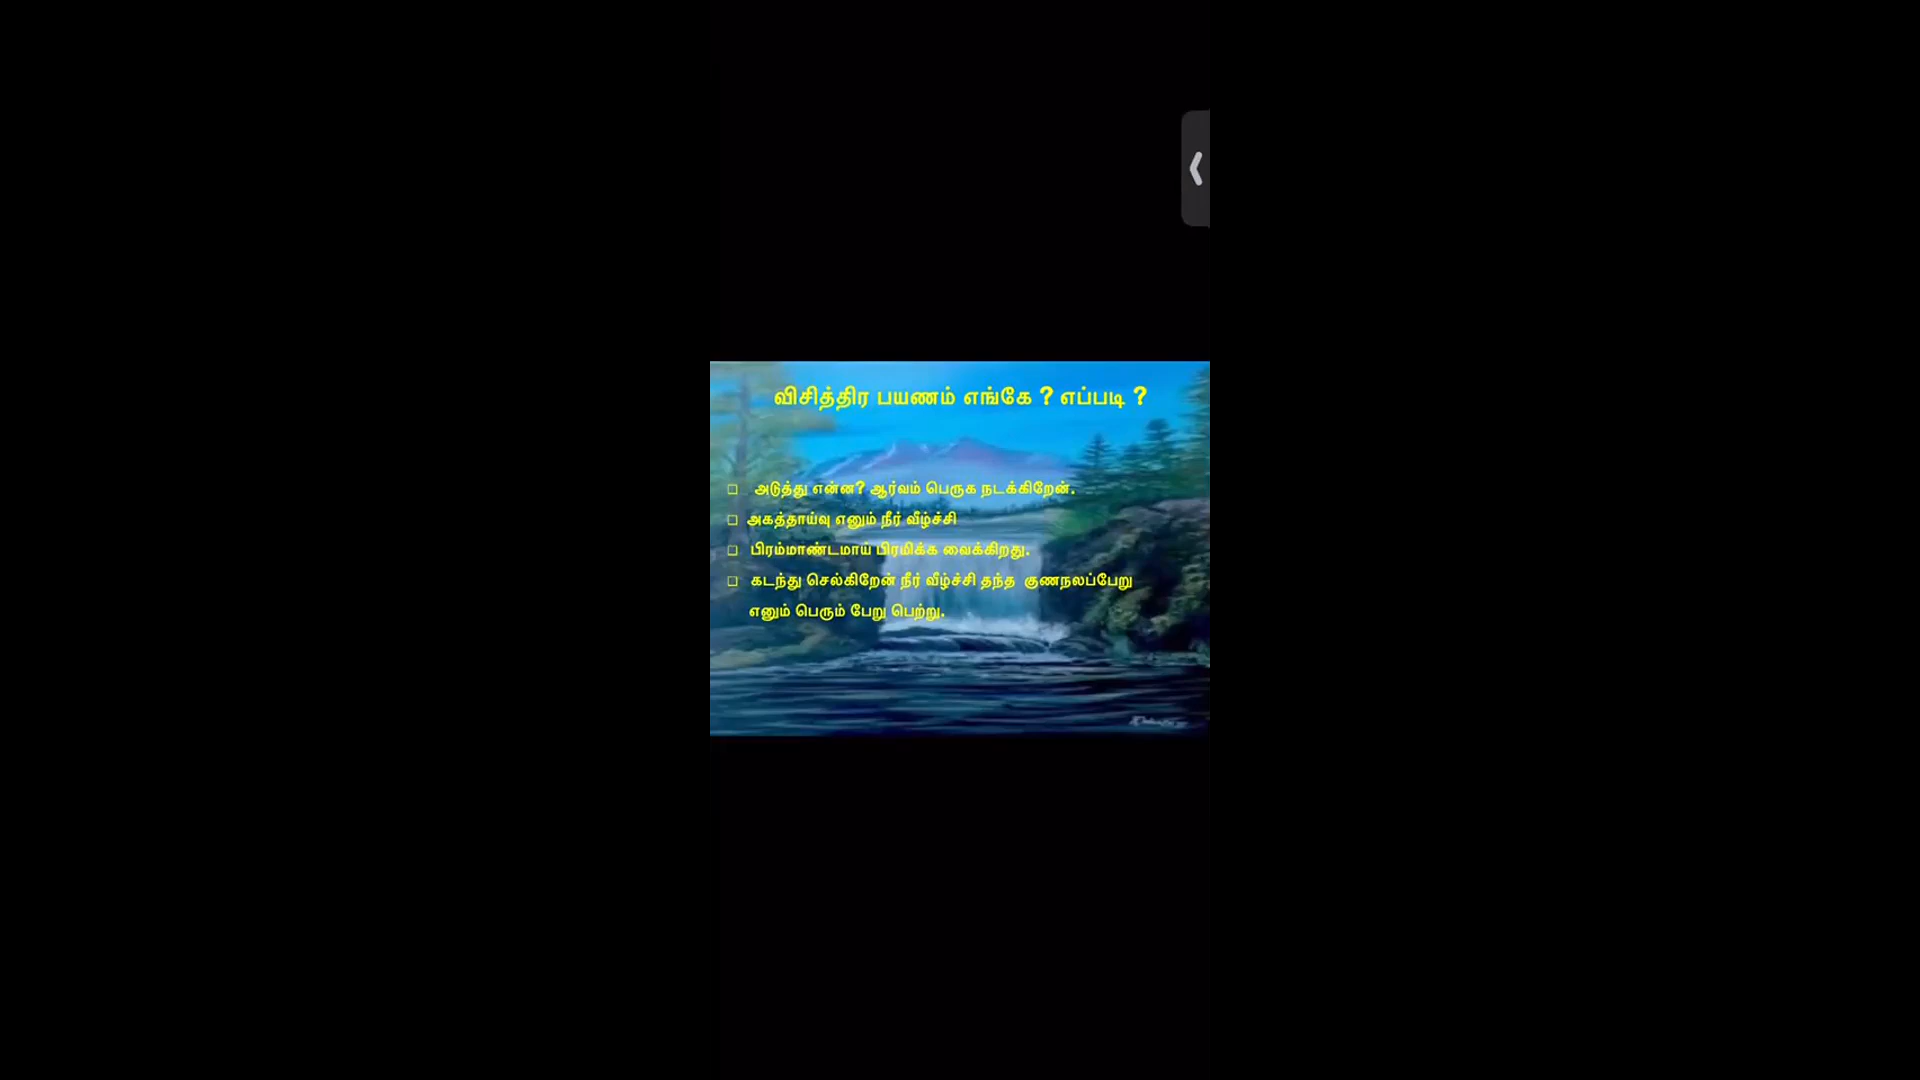 விசித்திர பயணம் எங்கே ? எப்படி ?
□ அடுத்து என்ன? ஆர்வம் பெருக நடக்கிறேன்.
□ அகத்தாய்வு எனும் நீர் வீழ்ச்சி
□ பிரம்மாண்டமாய் பிரமிக்க வைக்கிறது.
□ கடந்து செல்கிறேன் நீர் வீழ்ச்சி தந்த குணநலப்பேறு
எனும் பெரும் பேறு பெற்று.